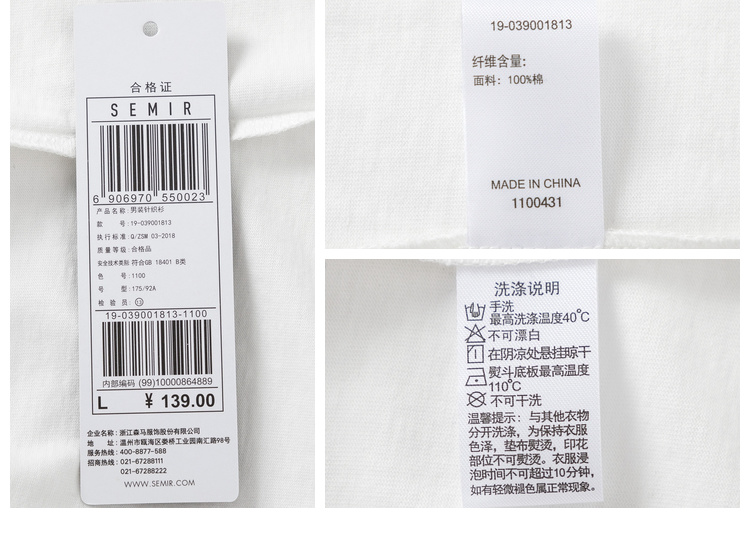 合格证
SEMIR
6 906970 550023
产品名称:男装针织衫
款 号:19-039001813
执行标准:Q/ZSM 03-2018
质量等级:合格品
安全技术类别:符合GB 18401 B类
色 号:1100
号 型:175/92A
检 验 员:⑬
19-039001813-1100
内部编码 (99)10000864889
L ¥ 139.00
企业名称:浙江森马服饰股份有限公司
地 址:温州市瓯海区娄桥工业园南汇路98号
服务热线:400-8877-588
招商热线:021-67288111
021-67288222
WWW.SEMIR.COM
19-039001813
纤维含量:
面料: 100%棉
MADE IN CHINA
1100431
洗涤说明
手洗
最高洗涤温度40℃
不可漂白
在阴凉处悬挂晾干
熨斗底板最高温度
110℃
不可干洗
温馨提示:与其他衣物
分开洗涤,为保持衣服
色泽,垫布熨烫,印花
部位不可熨烫。衣服浸
泡时间不可超过10分钟,
如有轻微褪色属正常现象。